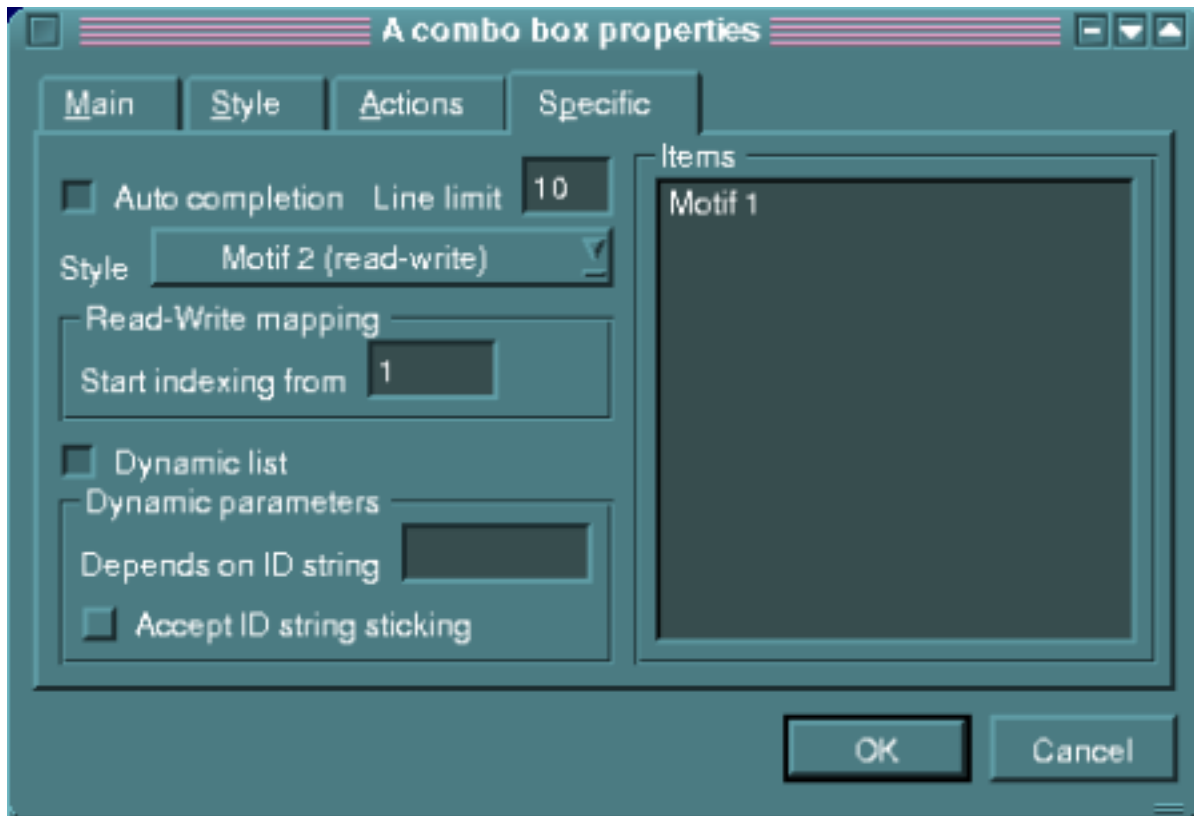 A combo box properties
Main Style Actions Specific
Auto completion Line limit 10
Style Motif 2 (read-write)
Read-Write mapping
Start indexing from 1
Dynamic list
Dynamic parameters
Depends on ID string
Accept ID string sticking
Items
Motif 1
OK Cancel